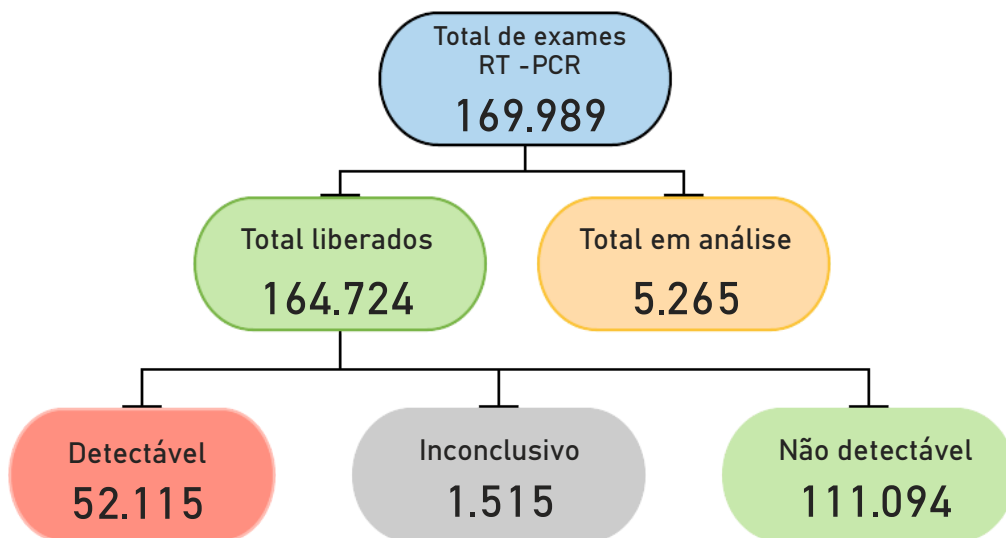 Total de exames
RT -PCR
169.989
Total liberados
164.724
Total em análise
5.265
Detectável
52.115
Inconclusivo
1.515
Não detectável
111.094